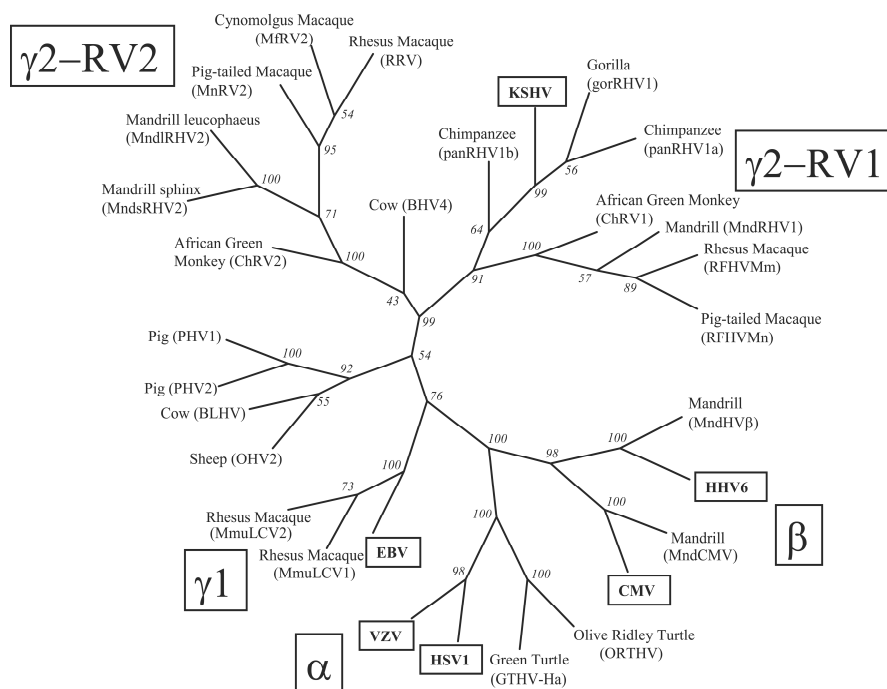 γ2–RV2
Cynomolgus Macaque
(MfRV2)
Rhesus Macaque
(RRV)
Pig-tailed Macaque
(MnRV2)
Mandrill leucophaeus
(MndlRHV2)
Mandrill sphinx
(MndsRHV2)
African Green
Monkey (ChRV2)
Cow (BHV4)
54
95
100
71
100
43
KSHV
Gorilla
(gorRHV1)
Chimpanzee
(panRHV1b)
Chimpanzee
(panRHV1a)
γ2–RV1
56
99
64
African Green Monkey
(ChRV1)
Mandrill (MndRHV1)
Rhesus Macaque
(RFHVMm)
Pig-tailed Macaque
(RFHVMn)
100
91
57
89
99
54
Pig (PHV1)
Pig (PHV2)
Cow (BLHV)
Sheep (OHV2)
100
92
55
76
100
73
Rhesus Macaque
(MmuLCV2)
Rhesus Macaque
(MmuLCV1)
EBV
γ1
100
98
100
Mandrill
(MndHVβ)
HHV6
β
100
Mandrill
(MndCMV)
CMV
100
98
100
VZV
HSV1
α
Green Turtle
(GTHV-Ha)
Olive Ridley Turtle
(ORTHV)